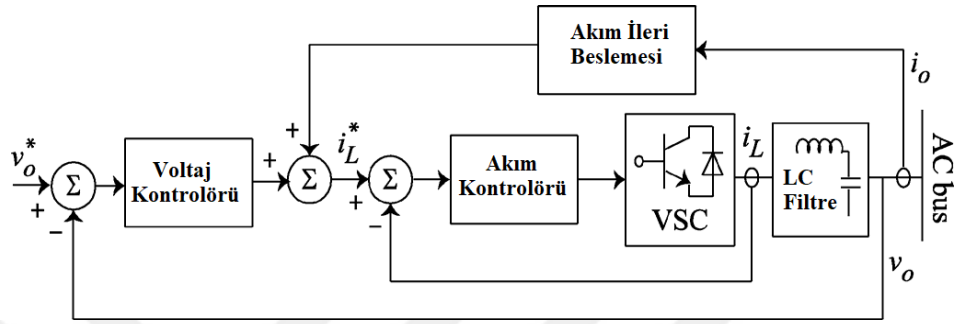 Akım İleri
Beslemesi
i_o
+
v_o^*
Σ
+
−
Voltaj
Kontrolörü
+
Σ
i_L^*
Σ
+
−
Akım
Kontrolörü
VSC
i_L
LC
Filtre
AC bus
v_o